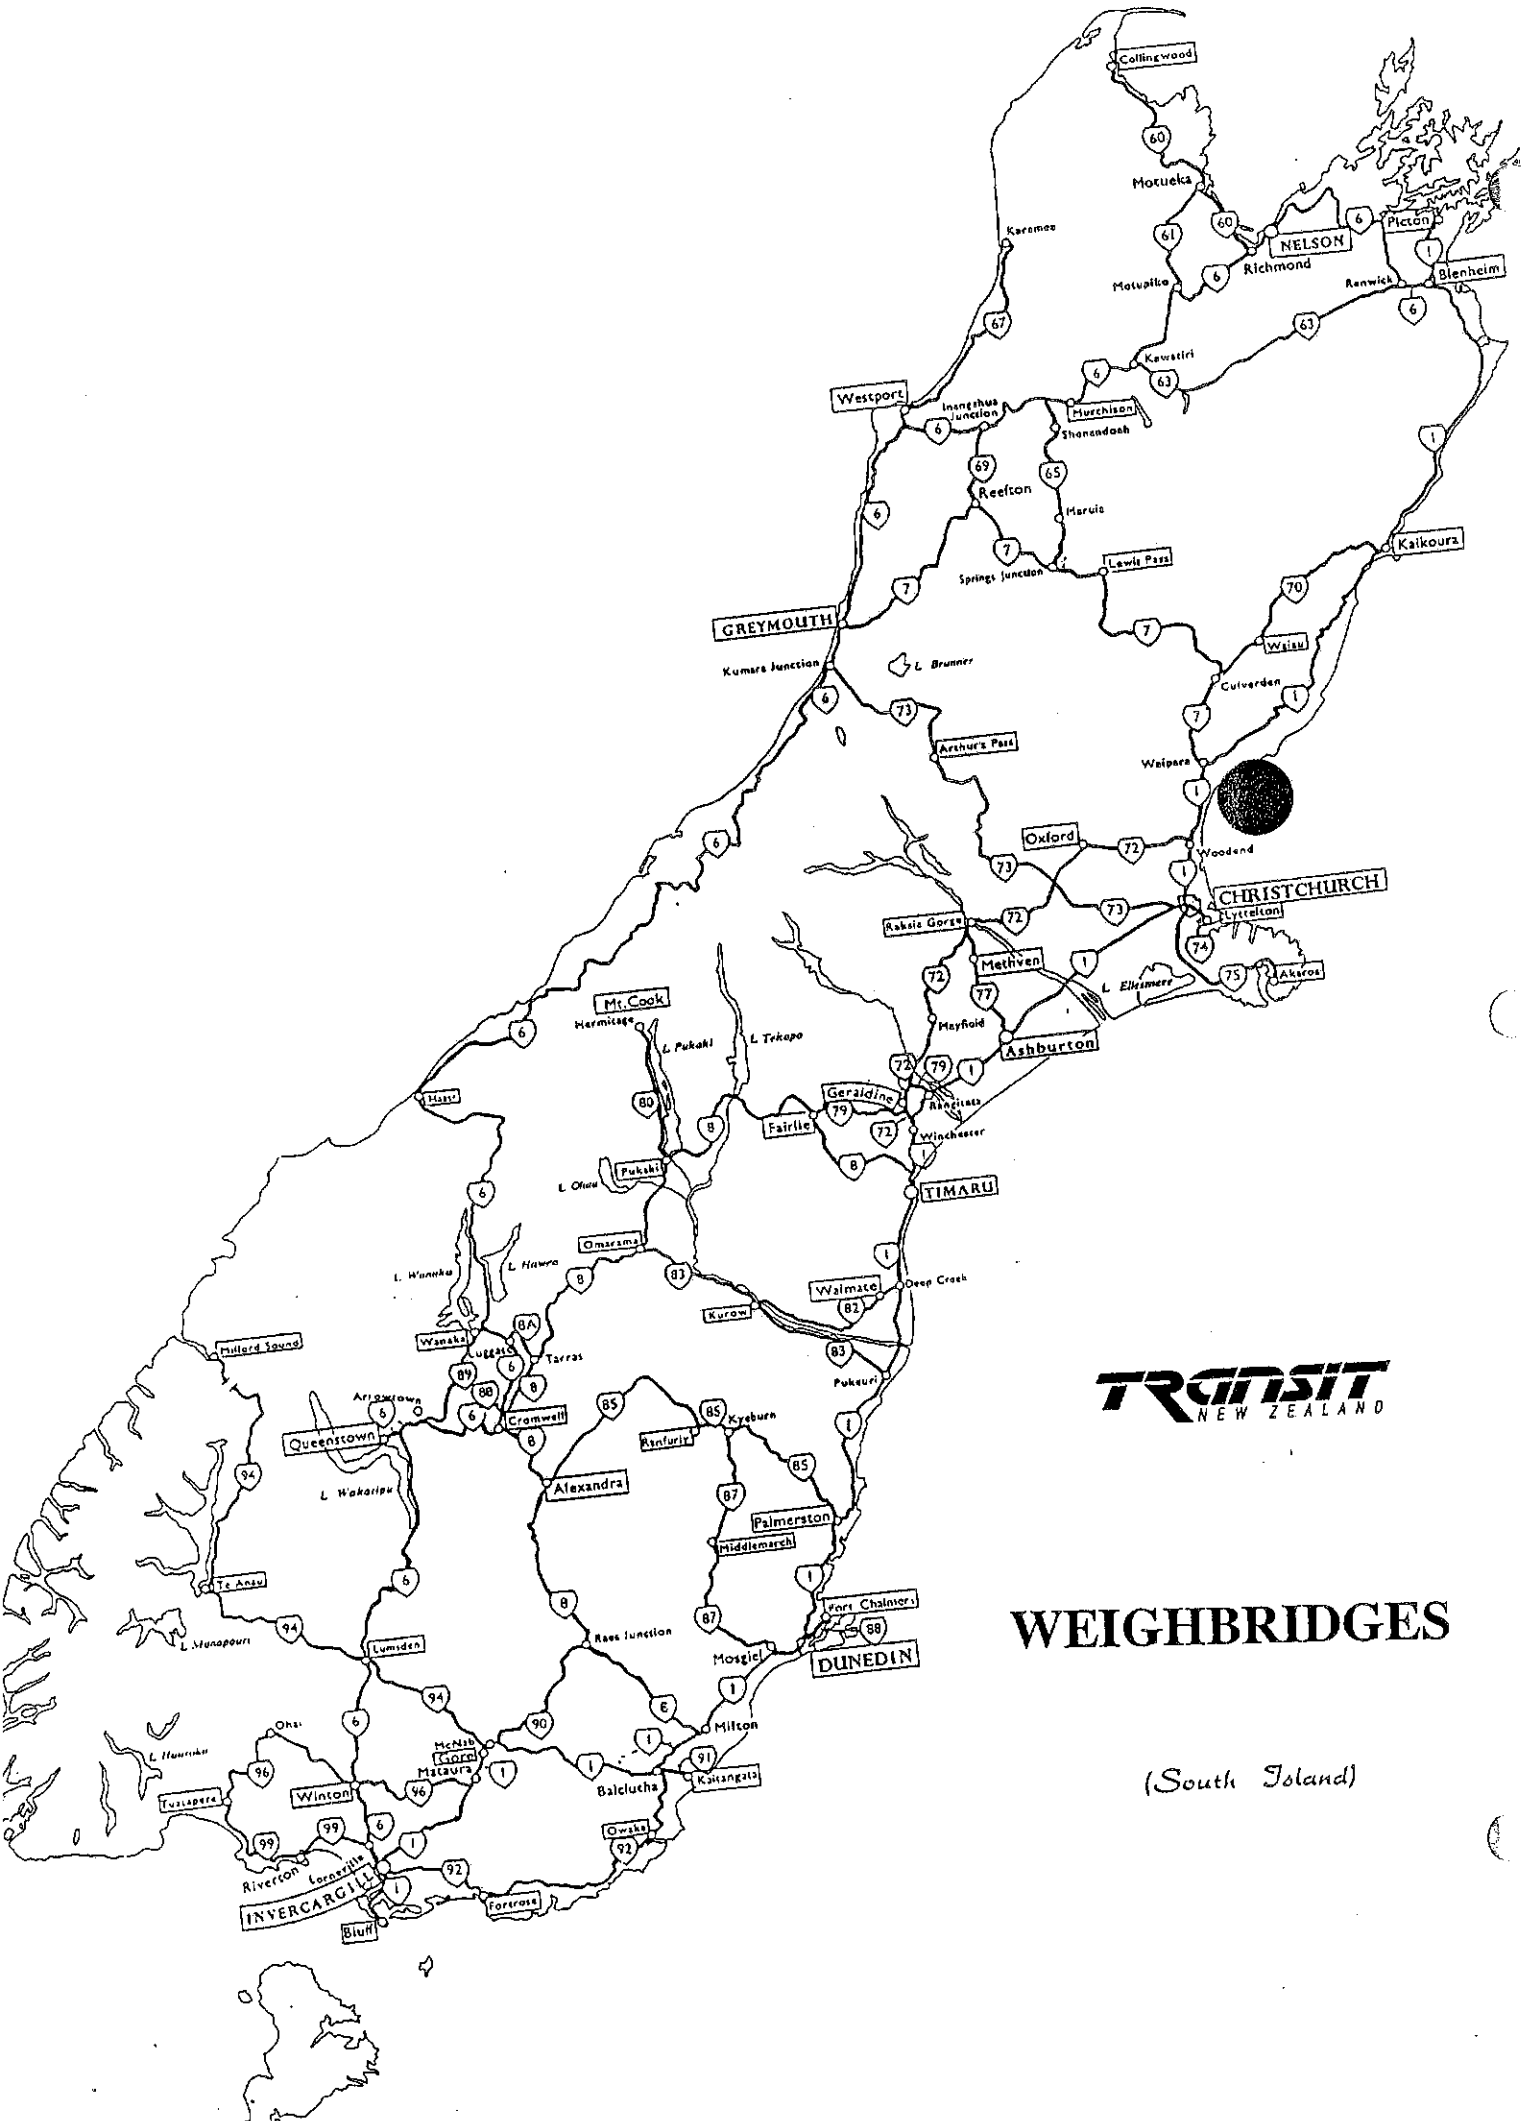 Collingwood
60
Motueka
60
6
Picton
61
NELSON
1
Karamea
Richmond
6
Blenheim
Motupiko
Renwick
6
67
63
Kawatiri
6
63
Westport
Inangahua
Junction
Murchison
6
Shenandoah
1
69
65
Reefton
6
Maruia
7
Kaikoura
Springs Junction
Lewis Pass
7
70
GREYMOUTH
7
Waiau
Kumara Junction
L Brunner
Culverden
6
73
7
1
Arthur's Pass
Waipara
1
Oxford
72
Woodend
6
73
1
CHRISTCHURCH
Lyttelton
Rakaia Gorge
72
73
74
Methven
1
75
Akaroa
72
77
L Ellesmere
Mt. Cook
Hermitage
6
L Pukaki
L Tekapo
Mayfield
Ashburton
72
79
1
Haast
80
Geraldine
Rangitata
8
Fairlie
79
72
Winchester
1
Pukaki
8
L Ohau
6
TIMARU
Omarama
1
L Wanaka
L Hawea
8
83
Waimate
Deep Creek
Kurow
82
8A
Wanaka
Luggate
Tarras
83
Milford Sound
89
6
8
Pukeuri
Arrowtown
88
6
6
Cromwell
85
85
Kyeburn
1
Queenstown
8
Ranfurly
94
85
Alexandra
L Wakatipu
87
Palmerston
Middlemarch
Te Anau
6
1
8
Port Chalmers
94
87
88
L Manapouri
Lumsden
Raes Junction
Mosgiel
DUNEDIN
94
1
8
6
90
Milton
Ohai
McNab
Gore
1
91
L Hauroko
96
Mataura
1
1
Balclutha
Kaitangata
Tuatapere
Winton
96
99
99
6
1
Owaka
92
92
Riverton
Lorneville
INVERCARGILL
1
Fortrose
Bluff
TRANSIT
NEW ZEALAND
WEIGHBRIDGES
(South Island)